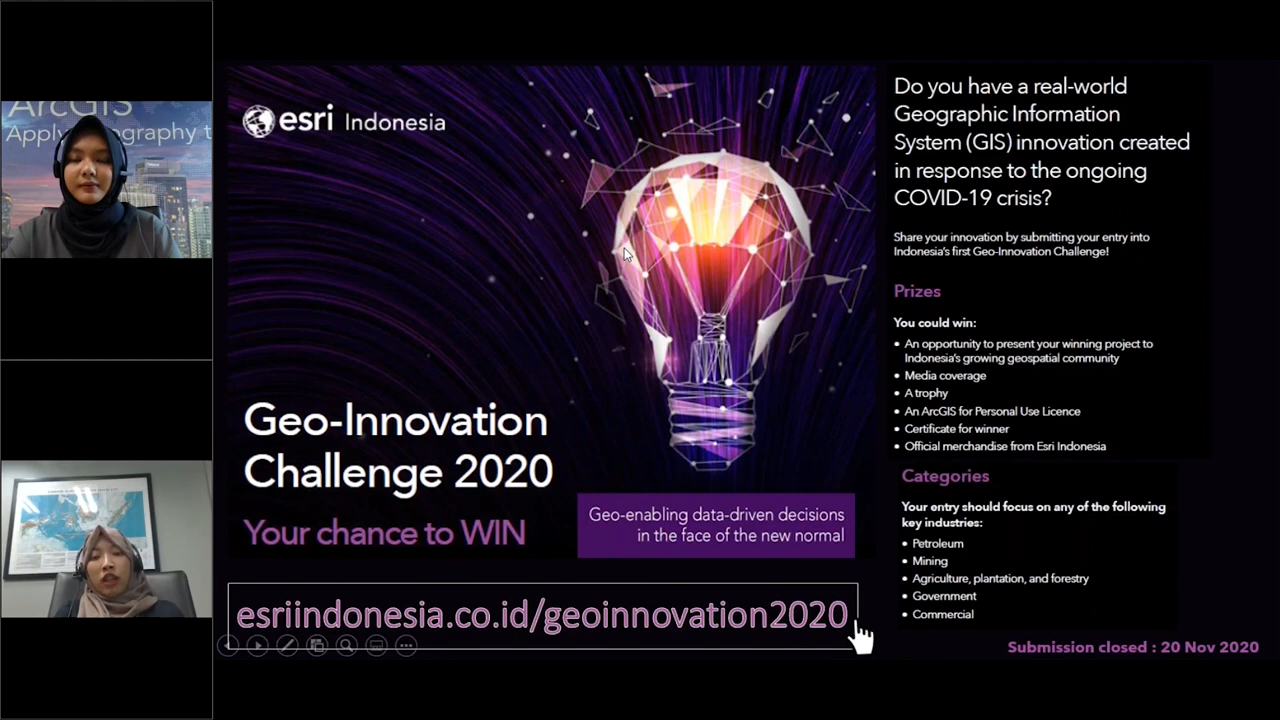 ArcGIS
esri Indonesia
Geo-Innovation
Challenge 2020
Your chance to WIN
Geo-enabling data-driven decisions
in the face of the new normal
esriindonesia.co.id/geoinnovation2020
Do you have a real-world
Geographic Information
System (GIS) innovation created
in response to the ongoing
COVID-19 crisis?
Share your innovation by submitting your entry into
Indonesia's first Geo-Innovation Challenge!
Prizes
You could win:
• An opportunity to present your winning project to
Indonesia's growing geospatial community
• Media coverage
• A trophy
• An ArcGIS for Personal Use Licence
• Certificate for winner
• Official merchandise from Esri Indonesia
Categories
Your entry should focus on any of the following
key industries:
• Petroleum
• Mining
• Agriculture, plantation, and forestry
• Government
• Commercial
Submission closed : 20 Nov 2020